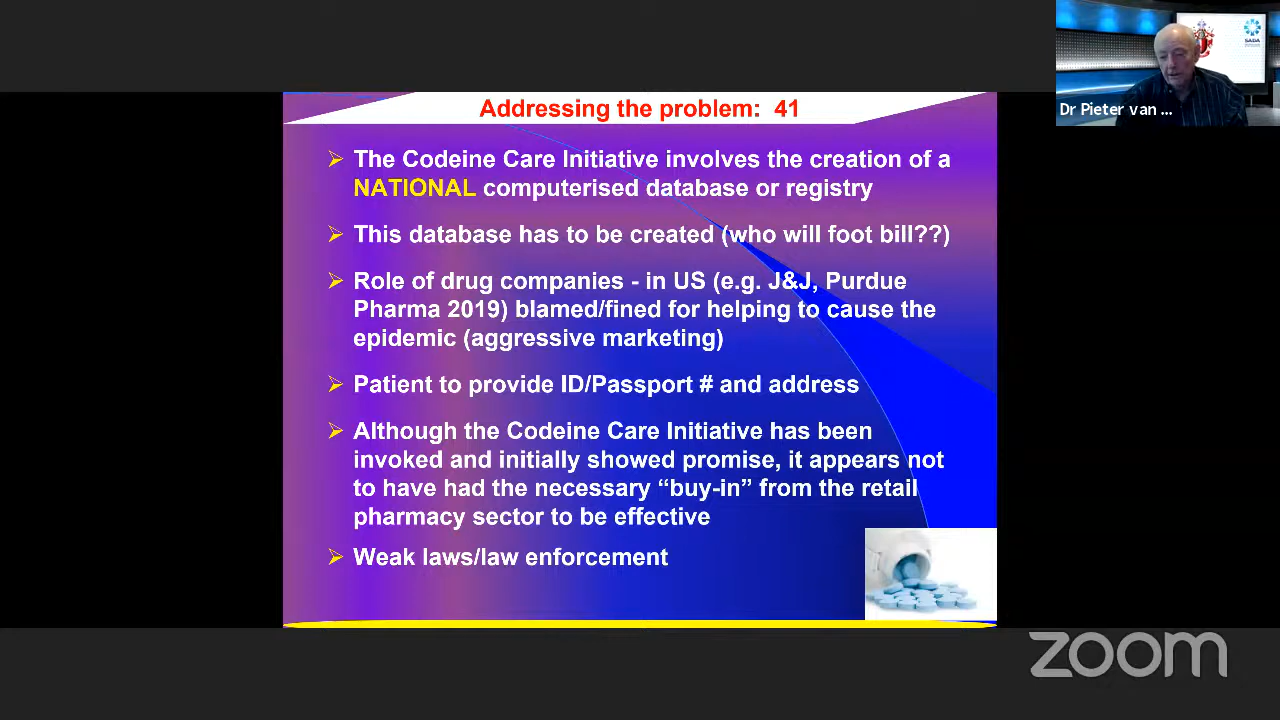 Addressing the problem: 41
The Codeine Care Initiative involves the creation of a
NATIONAL computerised database or registry
This database has to be created (who will foot bill??)
Role of drug companies - in US (e.g. J&J, Purdue
Pharma 2019) blamed/fined for helping to cause the
epidemic (aggressive marketing)
Patient to provide ID/Passport # and address
Although the Codeine Care Initiative has been
invoked and initially showed promise, it appears not
to have had the necessary “buy-in” from the retail
pharmacy sector to be effective
Weak laws/law enforcement
SADA
Dr Pieter van ...
zoom